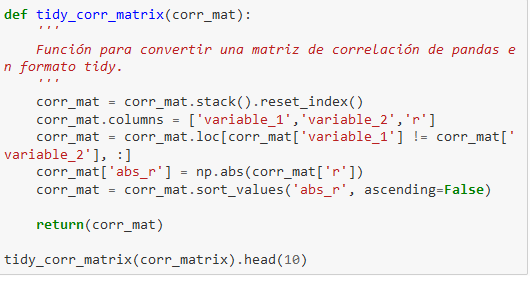 def tidy_corr_matrix(corr_mat):
    '''
    Función para convertir una matriz de correlación de pandas e
n formato tidy.
    '''
    corr_mat = corr_mat.stack().reset_index()
    corr_mat.columns = ['variable_1','variable_2','r']
    corr_mat = corr_mat.loc[corr_mat['variable_1'] != corr_mat['
variable_2'], :]
    corr_mat['abs_r'] = np.abs(corr_mat['r'])
    corr_mat = corr_mat.sort_values('abs_r', ascending=False)

    return(corr_mat)

tidy_corr_matrix(corr_matrix).head(10)